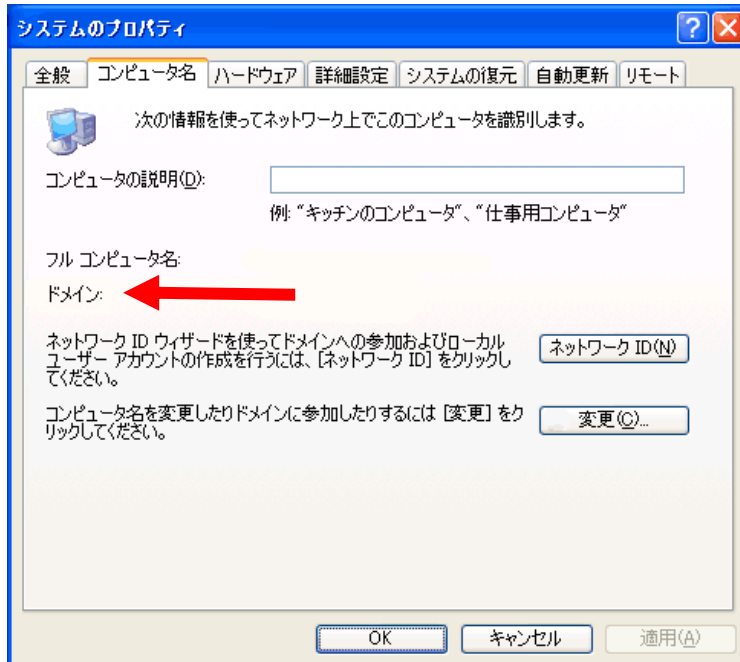 システムのプロパティ
全般 コンピュータ名 ハードウェア 詳細設定 システムの復元 自動更新 リモート
次の情報を使ってネットワーク上でこのコンピュータを識別します。
コンピュータの説明(D):
例: "キッチンのコンピュータ"、"仕事用コンピュータ"
フル コンピュータ名:
ドメイン:
ネットワーク ID ウィザードを使ってドメインへの参加およびローカル
ユーザー アカウントの作成を行うには、[ネットワーク ID] をクリックし
てください。
ネットワーク ID(N)
コンピュータ名を変更したりドメインに参加したりするには [変更] をク
リックしてください。
変更(C)...
OK キャンセル 適用(A)